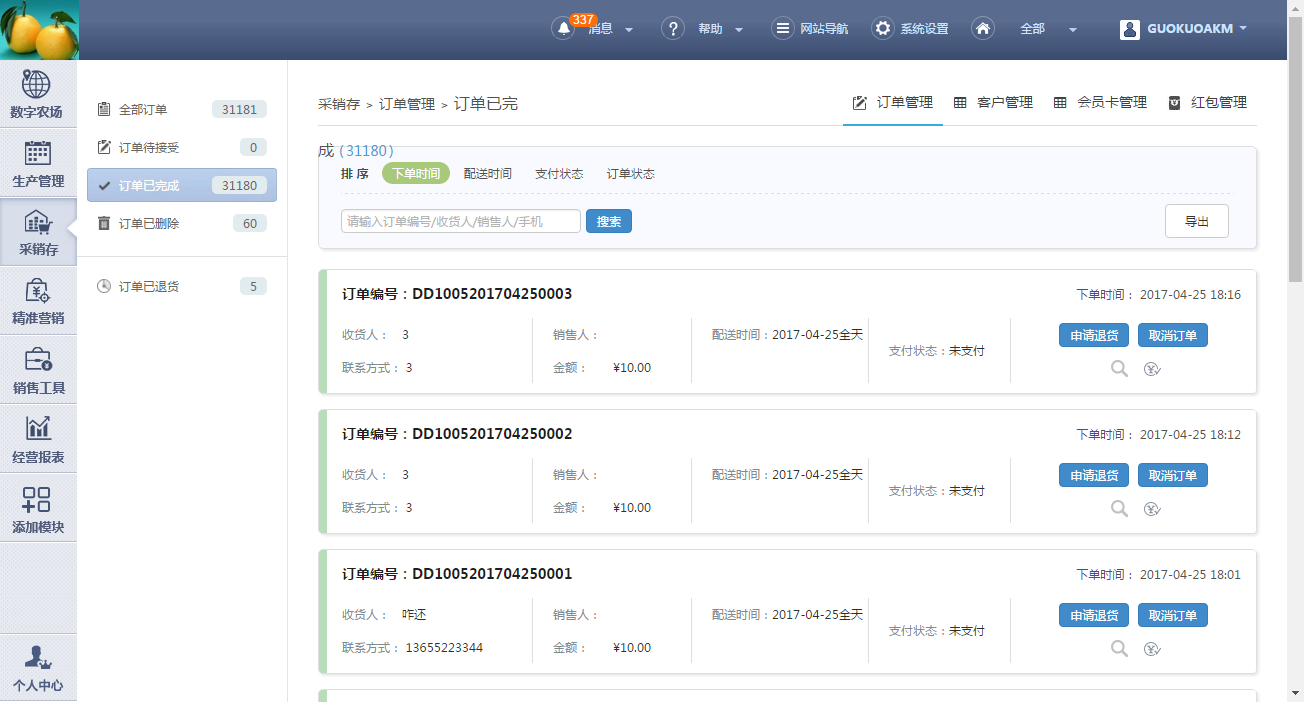 337
消息
帮助
网站导航
系统设置
全部
GUOKUOAKM
数字农场
生产管理
采销存
精准营销
销售工具
经营报表
添加模块
个人中心
全部订单 31181
订单待接受 0
订单已完成 31180
订单已删除 60
订单已退货 5
采销存 > 订单管理 > 订单已完
成 (31180)
订单管理 客户管理 会员卡管理 红包管理
排 序 下单时间 配送时间 支付状态 订单状态
请输入订单编号/收货人/销售人/手机 搜索 导出
订单编号：DD1005201704250003 下单时间： 2017-04-25 18:16
收货人： 3 销售人： 配送时间：2017-04-25全天 申请退货 取消订单
支付状态：未支付
联系方式： 3 金额： ¥10.00
订单编号：DD1005201704250002 下单时间： 2017-04-25 18:12
收货人： 3 销售人： 配送时间：2017-04-25全天 申请退货 取消订单
支付状态：未支付
联系方式： 3 金额： ¥10.00
订单编号：DD1005201704250001 下单时间： 2017-04-25 18:01
收货人： 咋还 销售人： 配送时间：2017-04-25全天 申请退货 取消订单
支付状态：未支付
联系方式： 13655223344 金额： ¥10.00